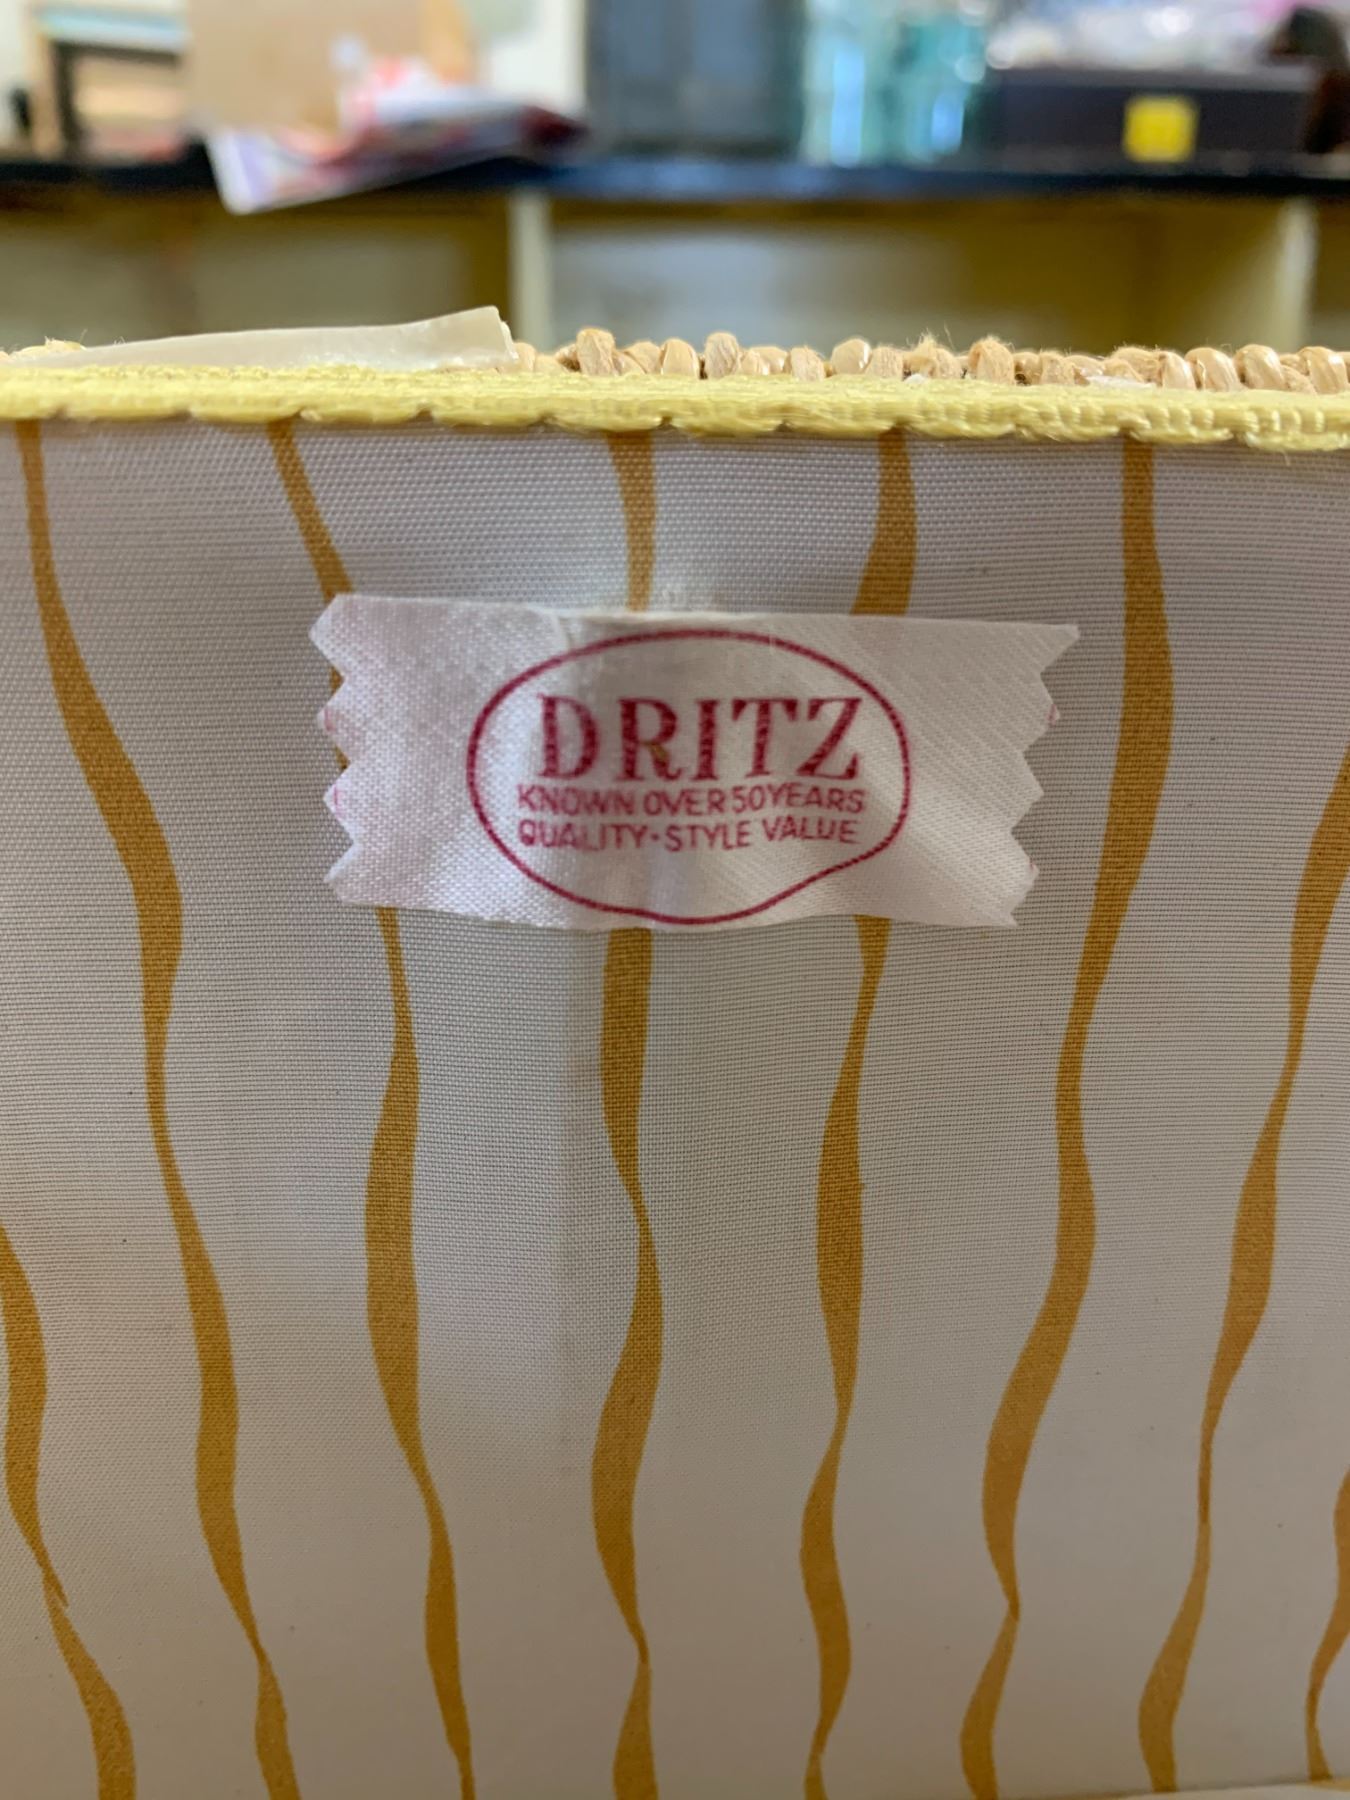 DRITZ
KNOWN OVER 50 YEARS
QUALITY-STYLE VALUE